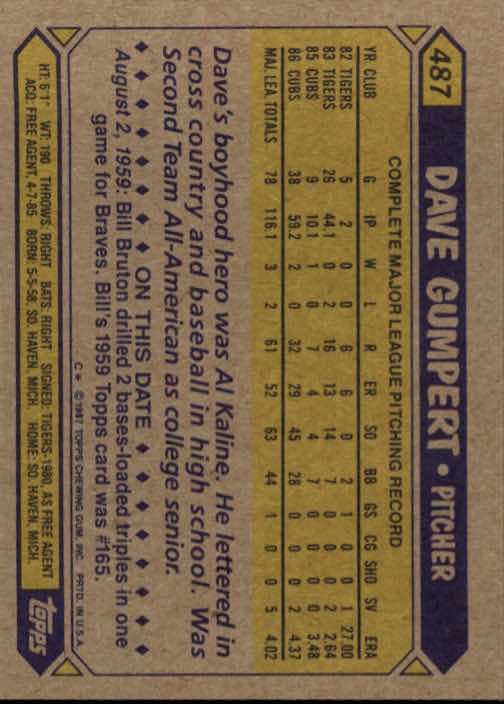 487 DAVE GUMPERT • PITCHER
COMPLETE MAJOR LEAGUE PITCHING RECORD
YR CLUB G IP W L R ER SO BB GS CG SHO SV ERA
82 TIGERS 5 2 0 0 6 6 0 2 1 0 0 1 27.00
83 TIGERS 26 44.1 0 2 16 13 14 7 0 0 0 2 2.64
85 CUBS 9 10.1 1 0 7 4 4 7 0 0 0 0 3.48
86 CUBS 38 59.2 2 0 32 29 45 28 0 0 0 2 4.37
MAJ. LEA. TOTALS 78 116.1 3 2 61 52 63 44 1 0 0 5 4.02
Dave's boyhood hero was Al Kaline. He lettered in
cross country and baseball in high school. Was
Second Team All-American as college senior.
♦ ♦ ♦ ♦ ♦ ♦ ON THIS DATE ♦ ♦ ♦ ♦ ♦ ♦
August 2, 1959: Bill Bruton drilled 2 bases-loaded triples in one
game for Braves. Bill's 1959 Topps card was #165.
C* © 1987 TOPPS CHEWING GUM, INC. PRTD. IN U.S.A.
HT: 6'1" WT: 190 THROWS: RIGHT BATS: RIGHT SIGNED: TIGERS-1980, AS FREE AGENT
ACQ: FREE AGENT, 4-7-85 BORN: 5-5-58, SO. HAVEN, MICH. HOME: SO. HAVEN, MICH.
topps